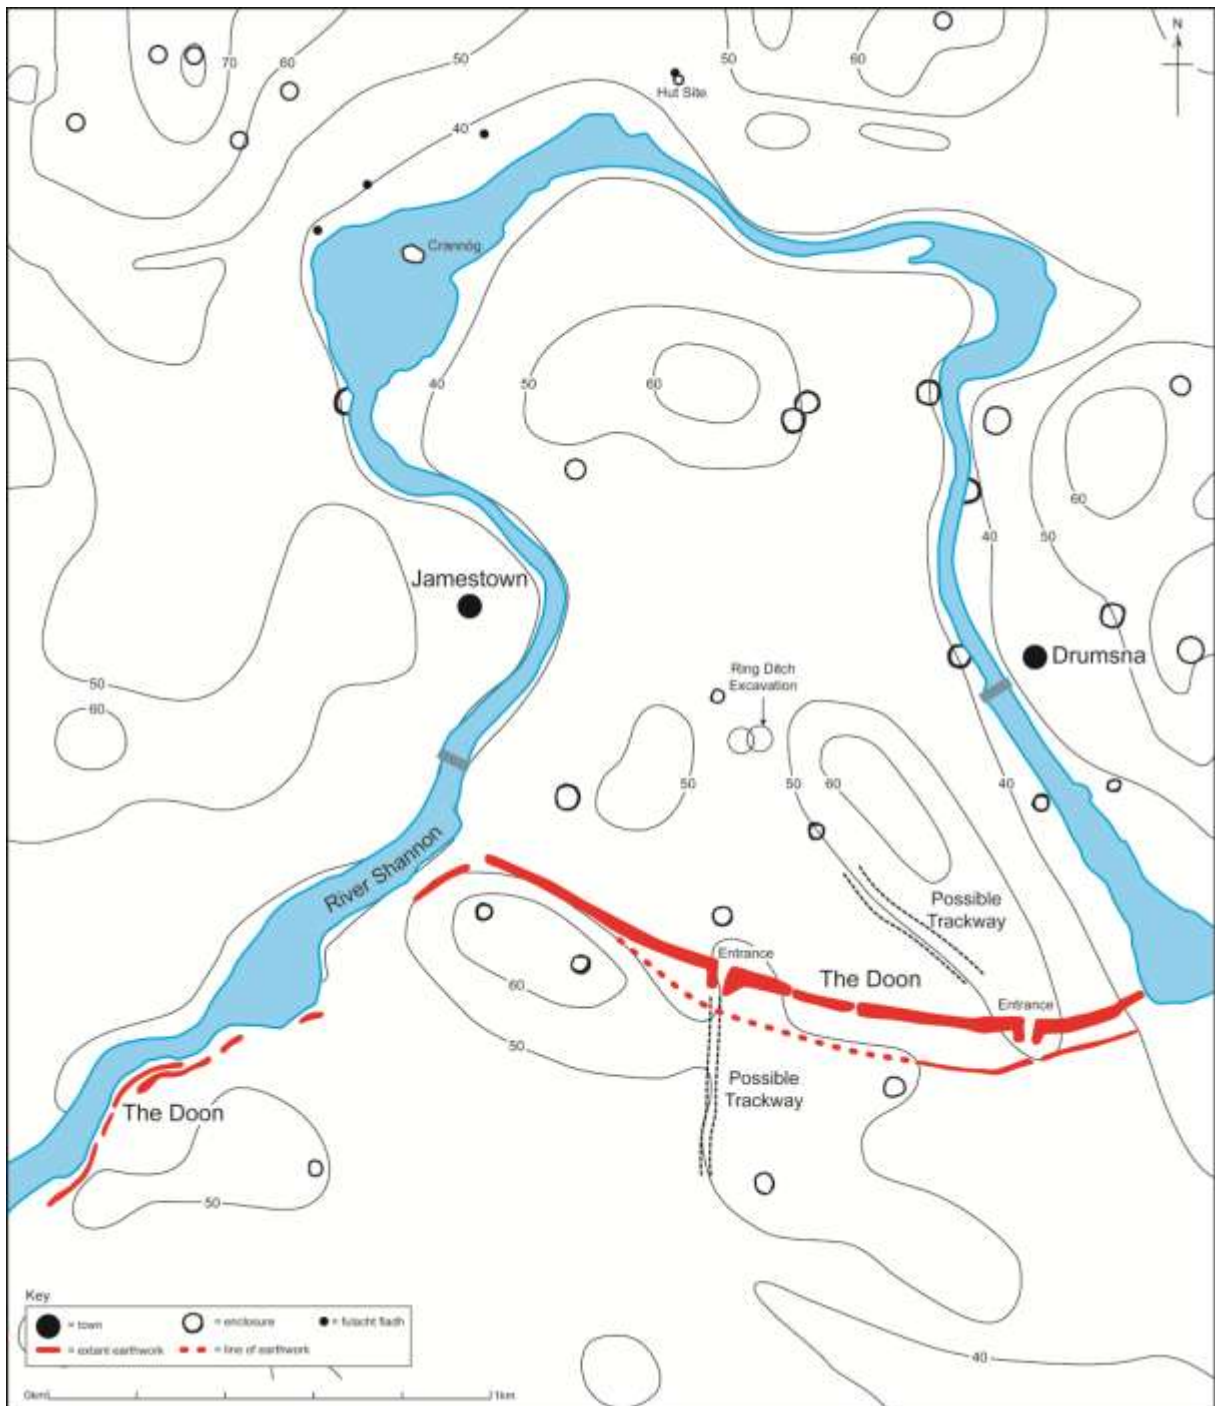 N
50
50
60
70
60
40
Hut Site
Crannóg
40
50
60
60
50
40
Jamestown
Drumsna
Ring Ditch
Excavation
50
60
50
50
60
40
River Shannon
Possible
Trackway
Entrance
The Doon
60
Entrance
50
Possible
Trackway
The Doon
50
40
Key
= town
= enclosure
= fulacht fiadh
= extant earthwork
= line of earthwork
0km
1km